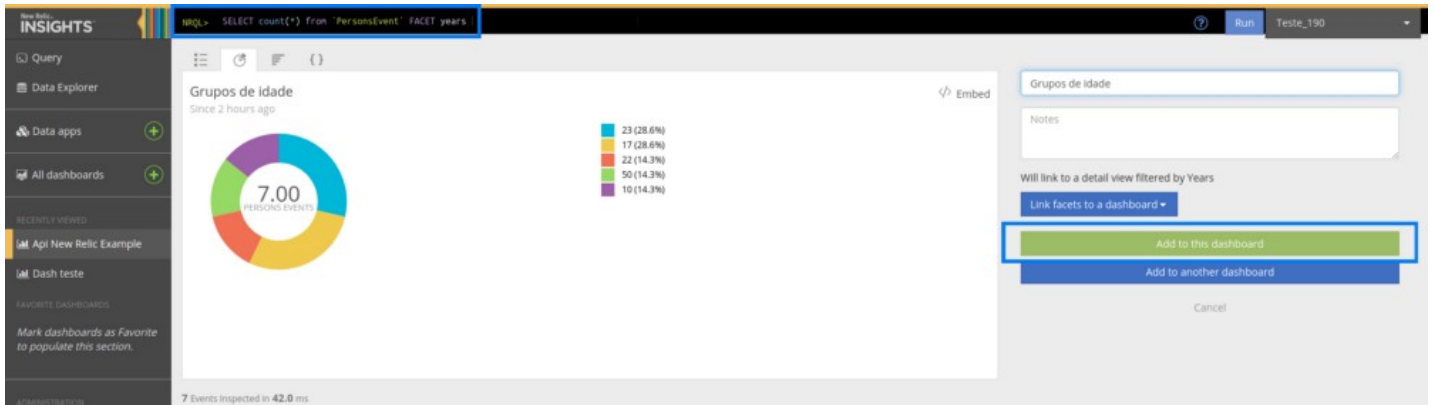 New Relic.
INSIGHTS
NRQL> SELECT count(*) from `PersonsEvent` FACET years
Run
Teste_190
Query
Data Explorer
Data apps
All dashboards
RECENTLY VIEWED
Api New Relic Example
Dash teste
FAVORITE DASHBOARDS
Mark dashboards as Favorite
to populate this section.
ADMINISTRATION
Grupos de idade
Since 2 hours ago
</> Embed
7.00
PERSONS EVENTS
23 (28.6%)
17 (28.6%)
22 (14.3%)
50 (14.3%)
10 (14.3%)
7 Events inspected in 42.0 ms
Grupos de idade
Notes
Will link to a detail view filtered by Years
Link facets to a dashboard
Add to this dashboard
Add to another dashboard
Cancel